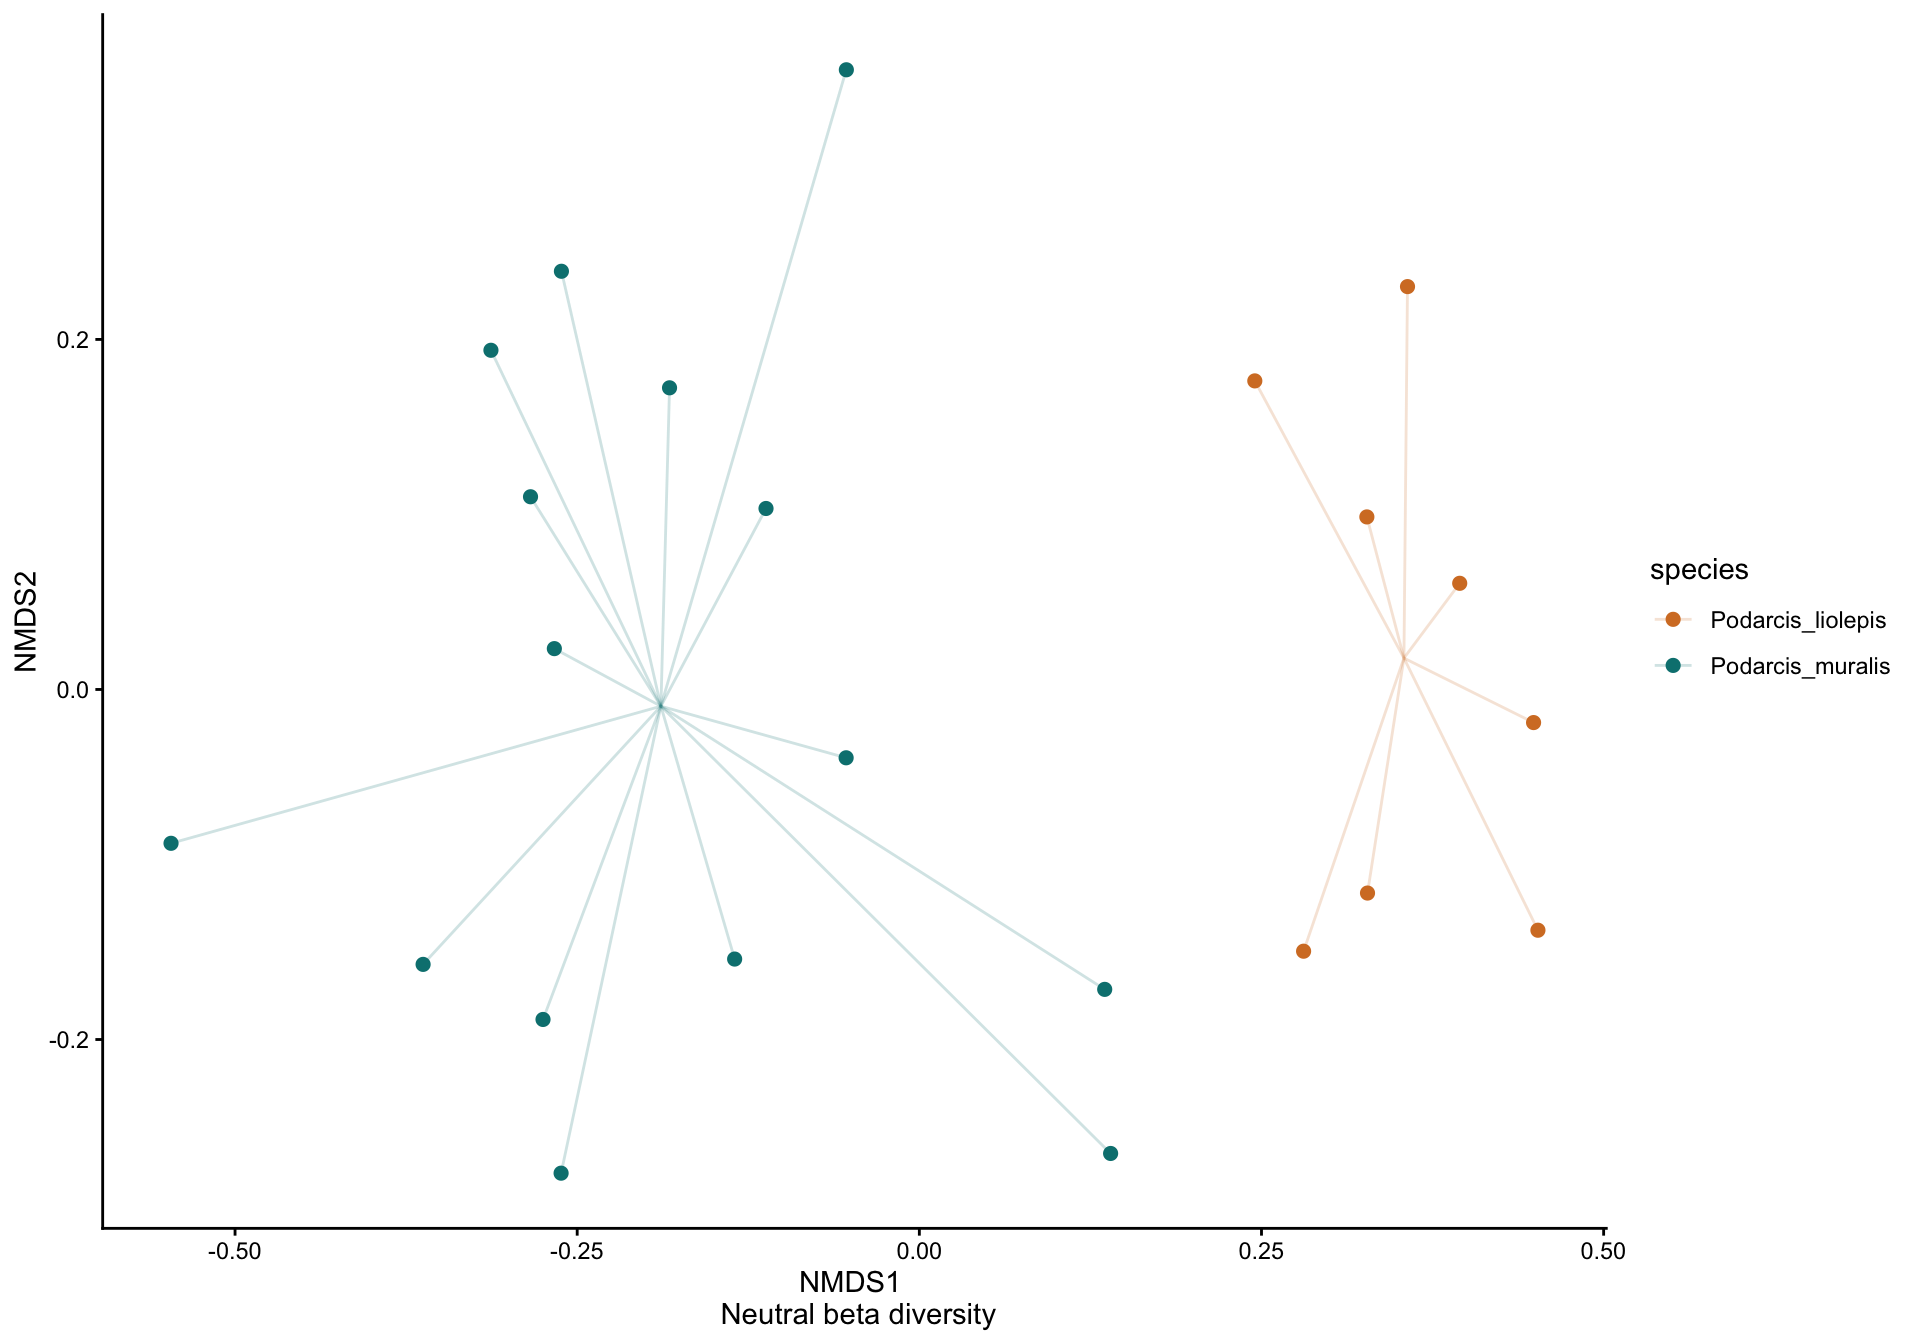 NMDS2
0.2
0.0
-0.2
-0.50
-0.25
0.00
0.25
0.50
NMDS1
Neutral beta diversity
species
Podarcis_liolepis
Podarcis_muralis